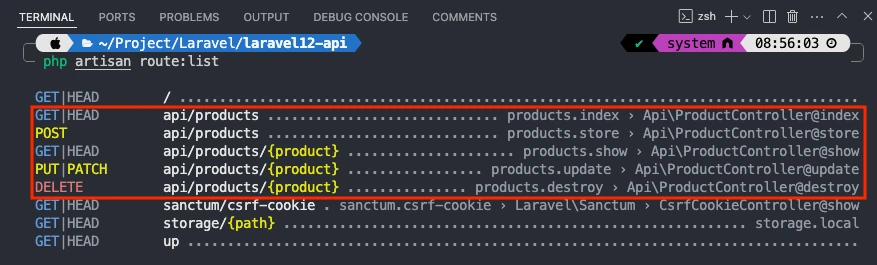 TERMINAL PORTS PROBLEMS OUTPUT DEBUG CONSOLE COMMENTS zsh
~/Project/Laravel/laravel12-api ✔ system 08:56:03
php artisan route:list
GET|HEAD / ...........................................................................
GET|HEAD api/products ............................ products.index › Api\ProductController@index
POST api/products ............................ products.store › Api\ProductController@store
GET|HEAD api/products/{product} .................... products.show › Api\ProductController@show
PUT|PATCH api/products/{product} ................ products.update › Api\ProductController@update
DELETE api/products/{product} .............. products.destroy › Api\ProductController@destroy
GET|HEAD sanctum/csrf-cookie . sanctum.csrf-cookie › Laravel\Sanctum › CsrfCookieController@show
GET|HEAD storage/{path} .................................................... storage.local
GET|HEAD up ..........................................................................